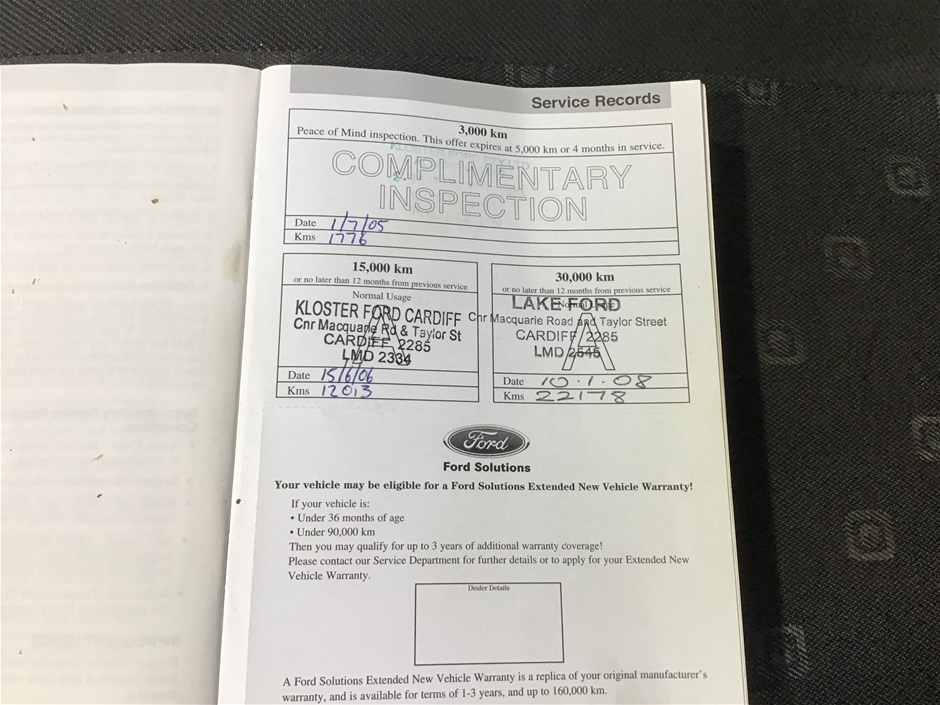 Service Records
3,000 km
Peace of Mind inspection. This offer expires at 5,000 km or 4 months in service.
KLOSTER FORD PTY LTD
COMPLIMENTARY
INSPECTION
Date 1/7/05
Kms 1776
15,000 km
or no later than 12 months from previous service
Normal Usage
KLOSTER FORD CARDIFF
Cnr Macquarie Rd & Taylor St
CARDIFF 2285
LMD 2334
A
Date 15/6/06
Kms 12013
30,000 km
or no later than 12 months from previous service
Normal Usage
LAKE FORD
Cnr Macquarie Road and Taylor Street
CARDIFF 2285
LMD 2545
A
Date 10.1.08
Kms 22178
Ford
Ford Solutions
Your vehicle may be eligible for a Ford Solutions Extended New Vehicle Warranty!
If your vehicle is:
• Under 36 months of age
• Under 90,000 km
Then you may qualify for up to 3 years of additional warranty coverage!
Please contact our Service Department for further details or to apply for your Extended New
Vehicle Warranty.
Dealer Details
A Ford Solutions Extended New Vehicle Warranty is a replica of your original manufacturer's
warranty, and is available for terms of 1-3 years, and up to 160,000 km.